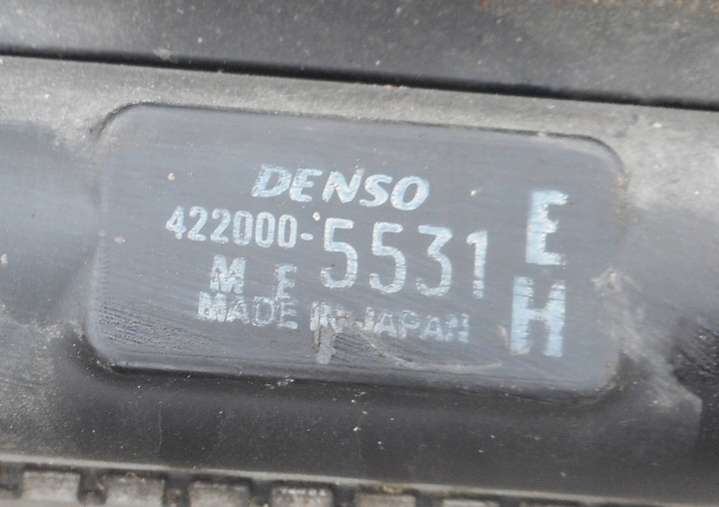 DENSO
422000-5531
M E
MADE IN JAPAN
E
H